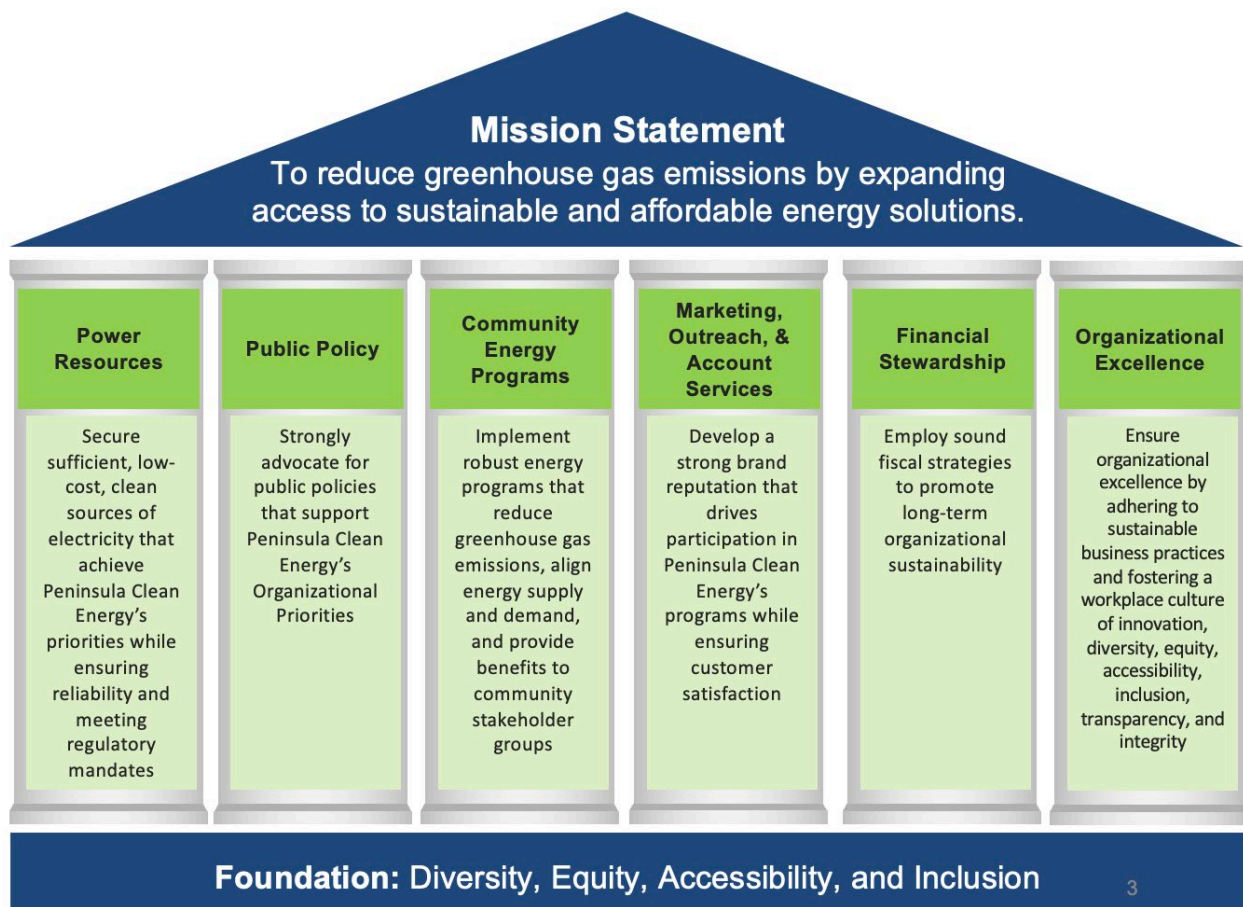 Mission Statement
To reduce greenhouse gas emissions by expanding
access to sustainable and affordable energy solutions.
Power
Resources
Secure
sufficient, low-
cost, clean
sources of
electricity that
achieve
Peninsula Clean
Energy’s
priorities while
ensuring
reliability and
meeting
regulatory
mandates
Public Policy
Strongly
advocate for
public policies
that support
Peninsula Clean
Energy’s
Organizational
Priorities
Community
Energy
Programs
Implement
robust energy
programs that
reduce
greenhouse gas
emissions, align
energy supply
and demand,
and provide
benefits to
community
stakeholder
groups
Marketing,
Outreach, &
Account
Services
Develop a
strong brand
reputation that
drives
participation in
Peninsula Clean
Energy’s
programs while
ensuring
customer
satisfaction
Financial
Stewardship
Employ sound
fiscal strategies
to promote
long-term
organizational
sustainability
Organizational
Excellence
Ensure
organizational
excellence by
adhering to
sustainable
business practices
and fostering a
workplace culture
of innovation,
diversity, equity,
accessibility,
inclusion,
transparency, and
integrity
Foundation: Diversity, Equity, Accessibility, and Inclusion
3